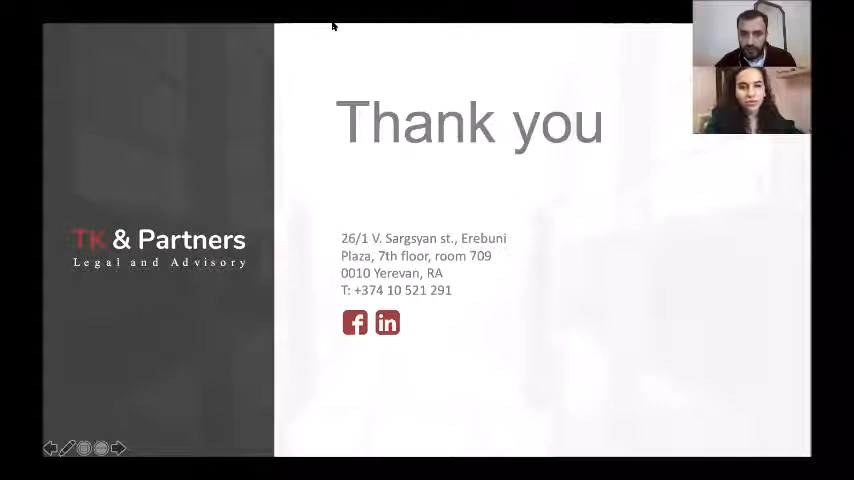 Thank you
TK & Partners
Legal and Advisory
26/1 V. Sargsyan st., Erebuni
Plaza, 7th floor, room 709
0010 Yerevan, RA
T: +374 10 521 291
f in